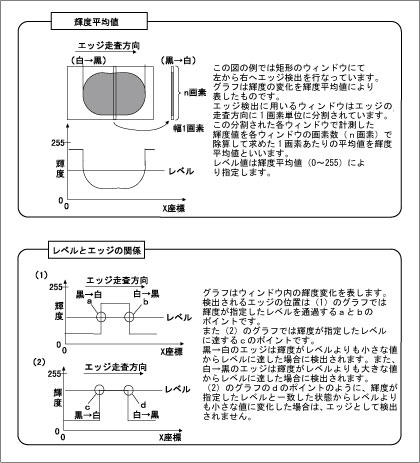 輝度平均値
エッジ走査方向
(白→黒)
(黒→白)
n画素
幅1画素
255
輝
度
レベル
0
0
X座標
この図の例では矩形のウィンドウにて
左から右へエッジ検出を行なっています。
グラフは輝度の変化を輝度平均値により
表したものです。
エッジ検出に用いるウィンドウはエッジの
走査方向に1画素単位に分割されています。
この分割された各ウィンドウで計測した
輝度値を各ウィンドウの画素数(n画素)で
除算して求めた1画素あたりの平均値を輝度
平均値といいます。
レベル値は輝度平均値(0~255)によ
り指定します。
レベルとエッジの関係
(1)
エッジ走査方向
255
黒→白
a
黒→白
b
輝
度
レベル
0
X座標
(2)
エッジ走査方向
255
レベル
輝
度
c
d
黒→白
白→黒
0
X座標
グラフはウィンドウ内の輝度変化を表します。
検出されるエッジの位置は(1)のグラフでは
輝度が指定したレベルを通過するaとbの
ポイントです。
また(2)のグラフでは輝度が指定したレベル
に達するcのポイントです。
黒→白のエッジは輝度がレベルよりも小さな値
からレベルに達した場合に検出されます。また、
白→黒のエッジは輝度がレベルよりも大きな値
からレベルに達した場合に検出されます。
(2)のグラフのdのポイントのように、輝度が
指定したレベルと一致した状態からレベルより
も小さな値に変化した場合は、エッジとして検出
されません。